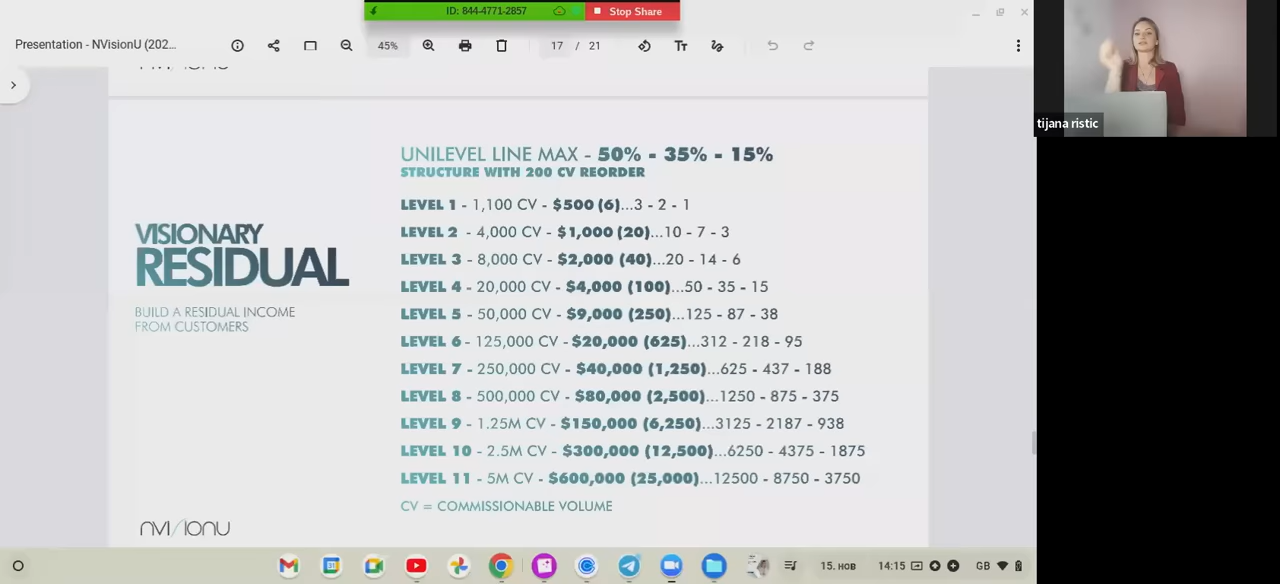 ID: 844-4771-2857
Stop Share
Presentation - NVisionU (202...
45%
17 / 21
tijana ristic
UNILEVEL LINE MAX - 50% - 35% - 15%
STRUCTURE WITH 200 CV REORDER
VISIONARY
RESIDUAL
BUILD A RESIDUAL INCOME
FROM CUSTOMERS
LEVEL 1 - 1,100 CV - $500 (6)...3 - 2 - 1
LEVEL 2 - 4,000 CV - $1,000 (20)...10 - 7 - 3
LEVEL 3 - 8,000 CV - $2,000 (40)...20 - 14 - 6
LEVEL 4 - 20,000 CV - $4,000 (100)...50 - 35 - 15
LEVEL 5 - 50,000 CV - $9,000 (250)...125 - 87 - 38
LEVEL 6 - 125,000 CV - $20,000 (625)...312 - 218 - 95
LEVEL 7 - 250,000 CV - $40,000 (1,250)...625 - 437 - 188
LEVEL 8 - 500,000 CV - $80,000 (2,500)...1250 - 875 - 375
LEVEL 9 - 1.25M CV - $150,000 (6,250)...3125 - 2187 - 938
LEVEL 10 - 2.5M CV - $300,000 (12,500)...6250 - 4375 - 1875
LEVEL 11 - 5M CV - $600,000 (25,000)...12500 - 8750 - 3750
CV = COMMISSIONABLE VOLUME
nvisionu
15. нов
14:15
GB